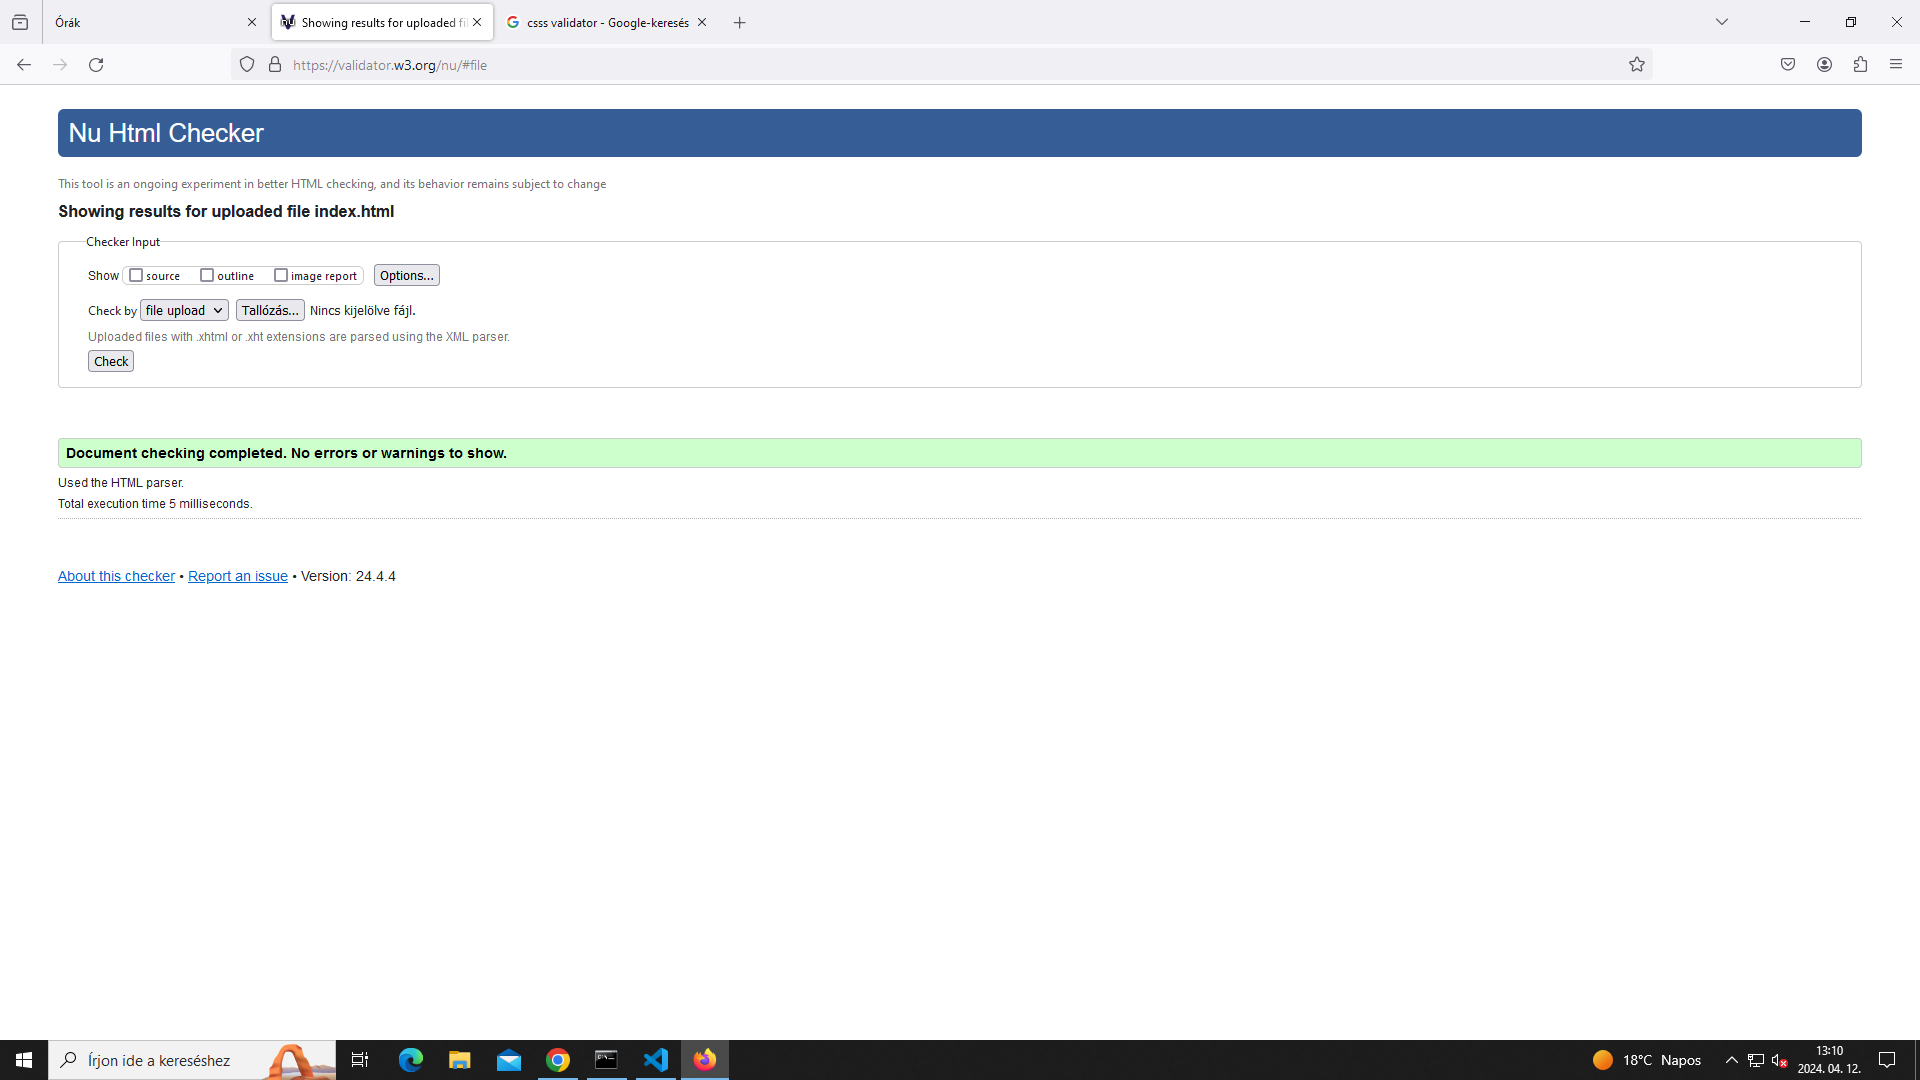 Órák
Showing results for uploaded fi
csss validator - Google-keresés
https://validator.w3.org/nu/#file
Nu Html Checker
This tool is an ongoing experiment in better HTML checking, and its behavior remains subject to change
Showing results for uploaded file index.html
Checker Input
Show source outline image report Options...
Check by file upload Tallózás... Nincs kijelölve fájl.
Uploaded files with .xhtml or .xht extensions are parsed using the XML parser.
Check
Document checking completed. No errors or warnings to show.
Used the HTML parser.
Total execution time 5 milliseconds.
About this checker • Report an issue • Version: 24.4.4
Írjon ide a kereséshez
18°C Napos
13:10
2024. 04. 12.